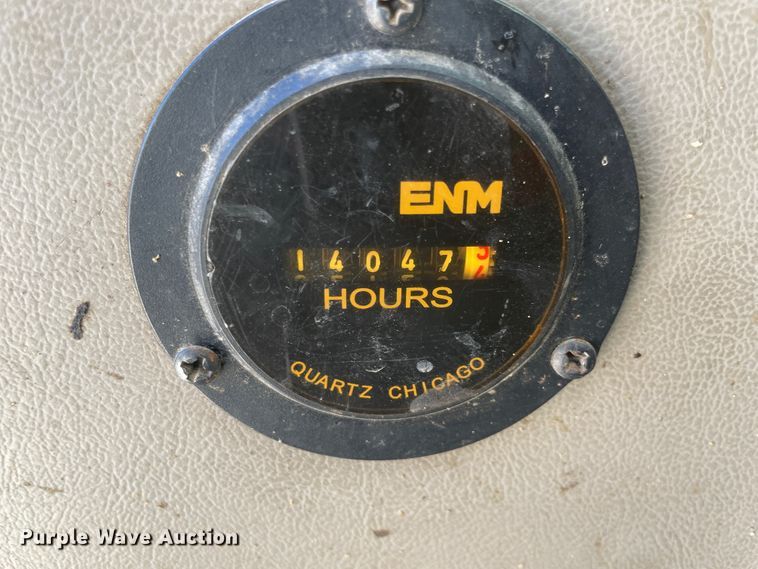 ENM
14047
HOURS
QUARTZ CHICAGO
Purple Wave Auction